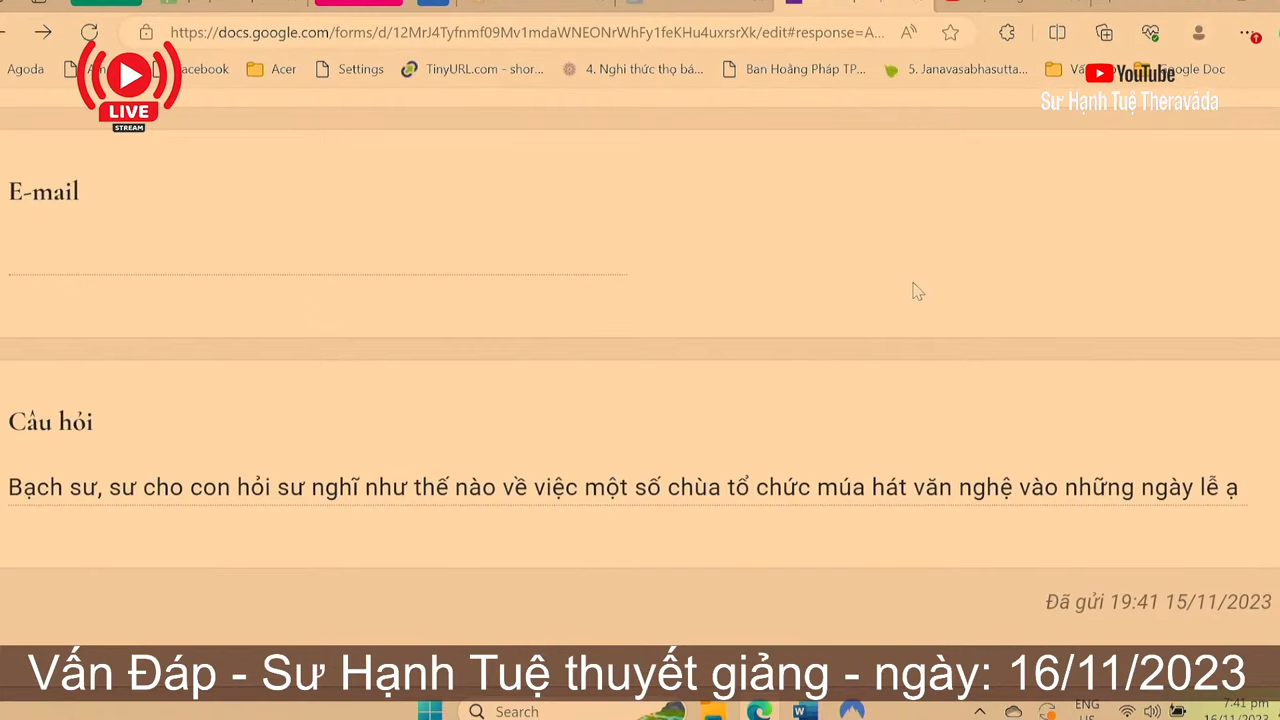 https://docs.google.com/forms/d/12MrJ4Tyfnmf09Mv1mdaWNEONrWhFy1feKHu4uxrsrXk/edit#response=A...
Agoda
Facebook
Acer
Settings
TinyURL.com - shor...
4. Nghi thức thọ bá...
Ban Hoằng Pháp TP...
5. Janavasabhasutta...
Google Doc
LIVE
STREAM
YouTube
Sư Hạnh Tuệ Theravāda
E-mail
Câu hỏi
Bạch sư, sư cho con hỏi sư nghĩ như thế nào về việc một số chùa tổ chức múa hát văn nghệ vào những ngày lễ ạ
Đã gửi 19:41 15/11/2023
Vấn Đáp - Sư Hạnh Tuệ thuyết giảng - ngày: 16/11/2023
Search
ENG
7:41 pm